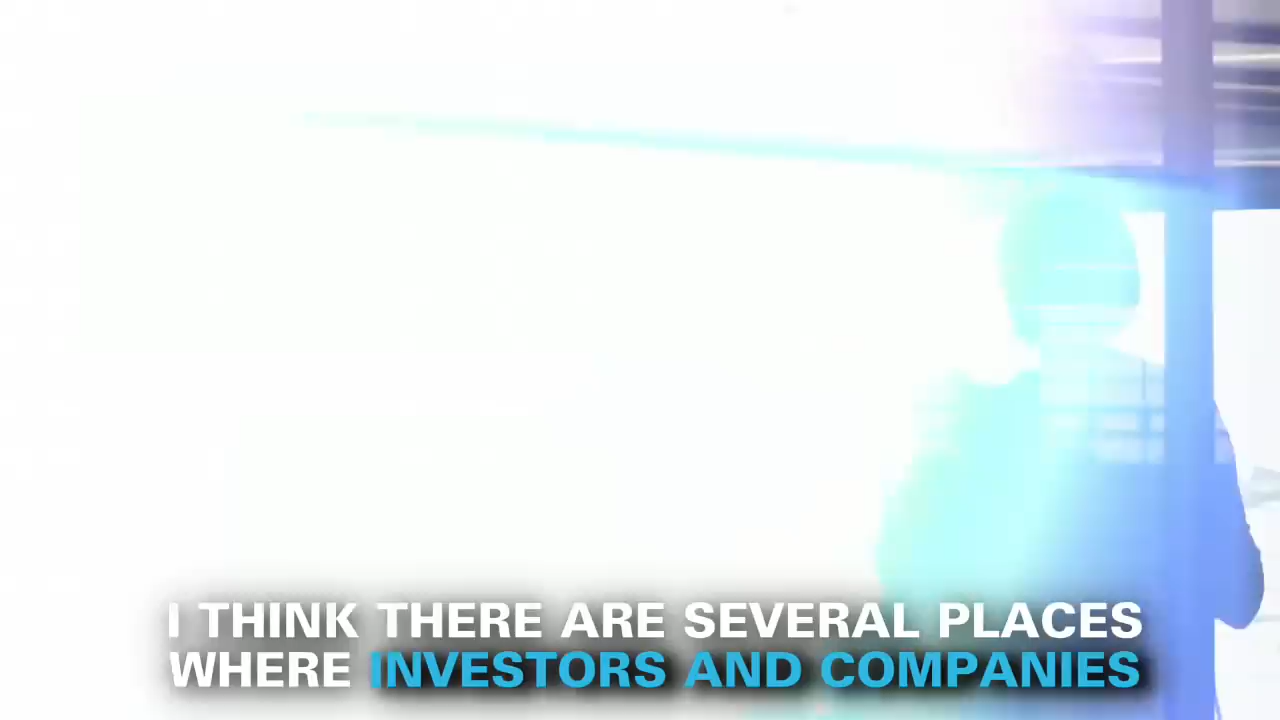 I THINK THERE ARE SEVERAL PLACES
WHERE INVESTORS AND COMPANIES